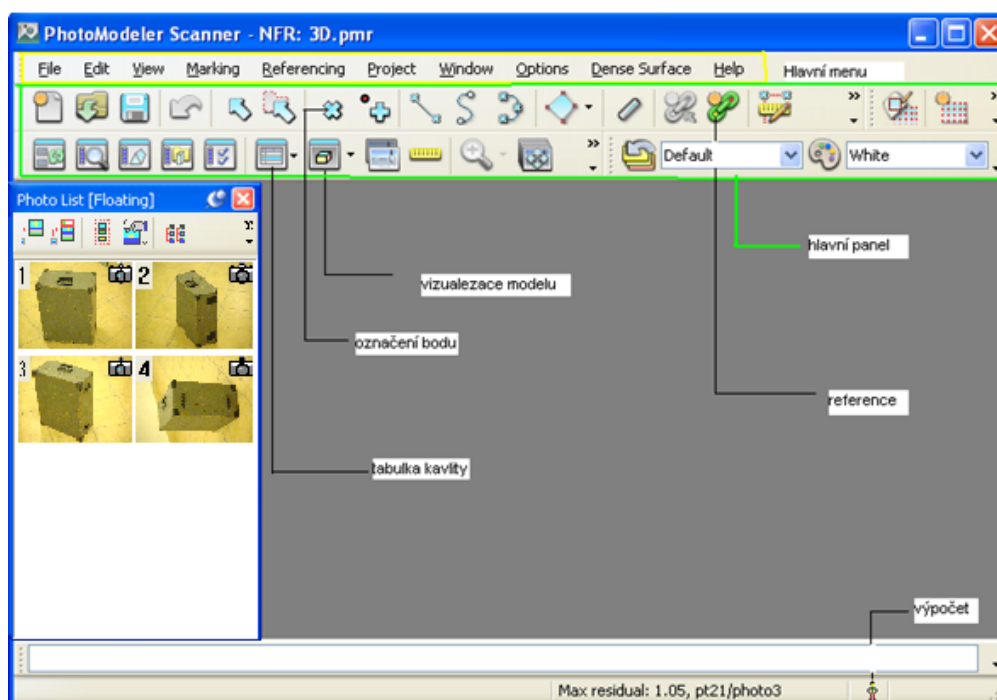 PhotoModeler Scanner - NFR: 3D.pmr
File Edit View Marking Referencing Project Window Options Dense Surface Help Hlavní menu
Default White
Photo List [Floating]
hlavní panel
1 2
vizualezace modelu
označení bodu
3 4
reference
tabulka kavlity
výpočet
Max residual: 1.05, pt21/photo3